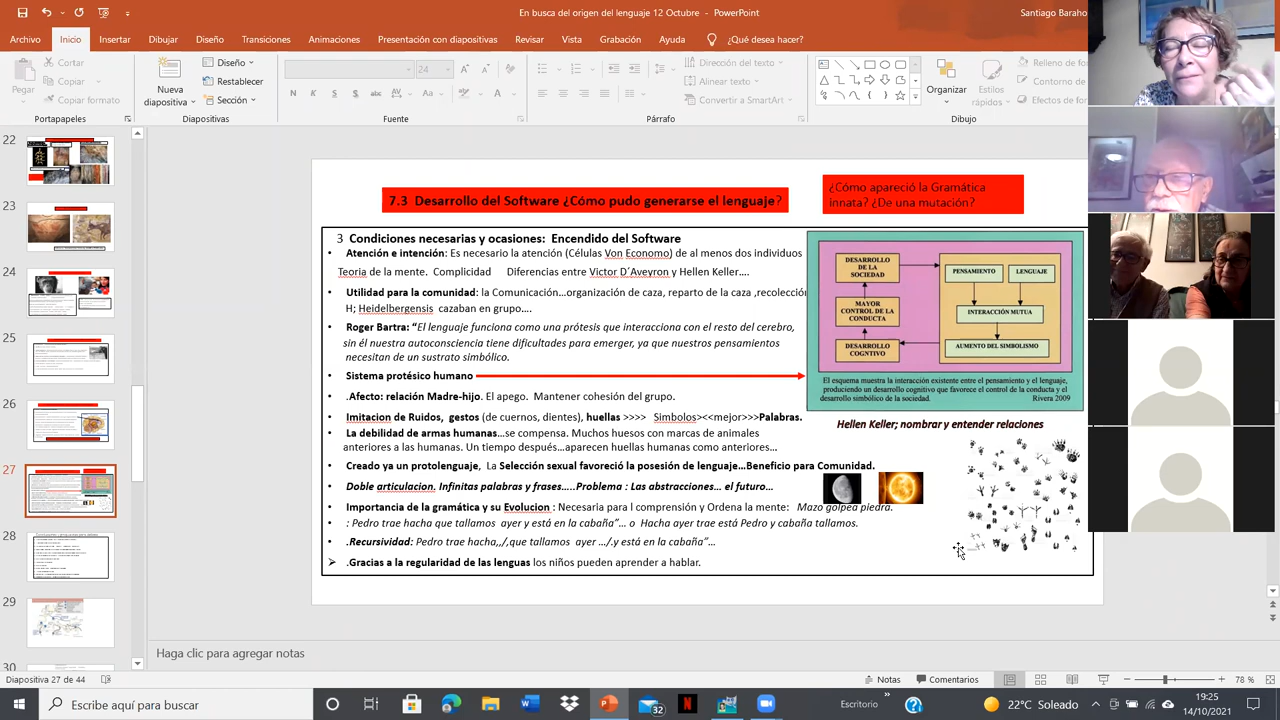 En busca del origen del lenguaje 12 Octubre - PowerPoint
Santiago Baraho
Archivo Inicio Insertar Dibujar Diseño Transiciones Animaciones Presentación con diapositivas Revisar Vista Grabación Ayuda ¿Qué desea hacer?
Cortar
Copiar
Copiar formato
Pegar
Portapapeles
Nueva
diapositiva
Diseño
Restablecer
Sección
Diapositivas
24
N K S
Fuente
Dirección del texto
Alinear texto
Convertir a SmartArt
Párrafo
Organizar
Estilos
rápidos
Relleno de fo
Contorno de
Efectos de fo
Dibujo
22
23
24
25
26
27
28
29
30
7.3 Desarrollo del Software ¿Cómo pudo generarse el lenguaje?
¿Cómo apareció la Gramática
innata? ¿De una mutación?
3 Condiciones necesarias y ocasiones: Encendido del Software
• Atención e intención: Es necesario la atención (Células Von Economo) de al menos dos individuos
Teoria de la mente. Complicidad Diferencias entre Victor D´Aveyron y Hellen Keller....
• Utilidad para la comunidad: la Comunicación...organización de caza, reparto de la caza ,recolecció
H; Heidelbergensis cazaban en grupo....
• Roger Bartra: “El lenguaje funciona como una prótesis que interacciona con el resto del cerebro,
sin él nuestra autoconsciencia tiene dificultades para emerger, ya que nuestros pensamientos
necesitan de un sustrato simbólico.
• Sistema protésico humano
• Afecto: relación Madre-hijo. El apego. Mantener cohesión del grupo.
• Imitacion de Ruidos, gestos (de cuernos, dientes), huellas >>>> Simbolos><mente>Palabras.
• La debilidad de armas humanas...se compensa. Muchos huesos con marcas de animales
anteriores a las humanas. Un tiempo después...aparecen huellas humanas como anteriores...
• Creado ya un protolenguaje, La Selección sexual favoreció la posesión de lenguaje...Beneficio para Comunidad.
• Doble articulacion. Infinitas palabras y frases.....Problema : Las abstracciones... el futuro...
• Importancia de la gramática y su Evolucion : Necesaria para l comprensión y Ordena la mente: Mazo golpea piedra.
• : Pedro trae hacha que tallamos ayer y está en la cabaña”... o Hacha ayer trae está Pedro y cabaña tallamos.
• .Recursividad: Pedro trae hacha.../.que tallamos ayer .../.y está en la cabaña”...
➢ .Gracias a la regularidad de las lenguas los niños pueden aprender a hablar.
DESARROLLO
DE LA
SOCIEDAD
MAYOR
CONTROL DE LA
CONDUCTA
DESARROLLO
COGNTIVO
PENSAMIENTO
LENGUAJE
INTERACCIÓN MUTUA
AUMENTO DEL SIMBOLISMO
El esquema muestra la interacción existente entre el pensamiento y el lenguaje,
produciendo un desarrollo cognitivo que favorece el control de la conducta y el
desarrollo simbólico de la sociedad. Rivera 2009
Hellen Keller; nombrar y entender relaciones
Haga clic para agregar notas
Diapositiva 27 de 44
Notas
Comentarios
78 %
Escribe aquí para buscar
32
Escritorio
22°C Soleado
19:25
14/10/2021